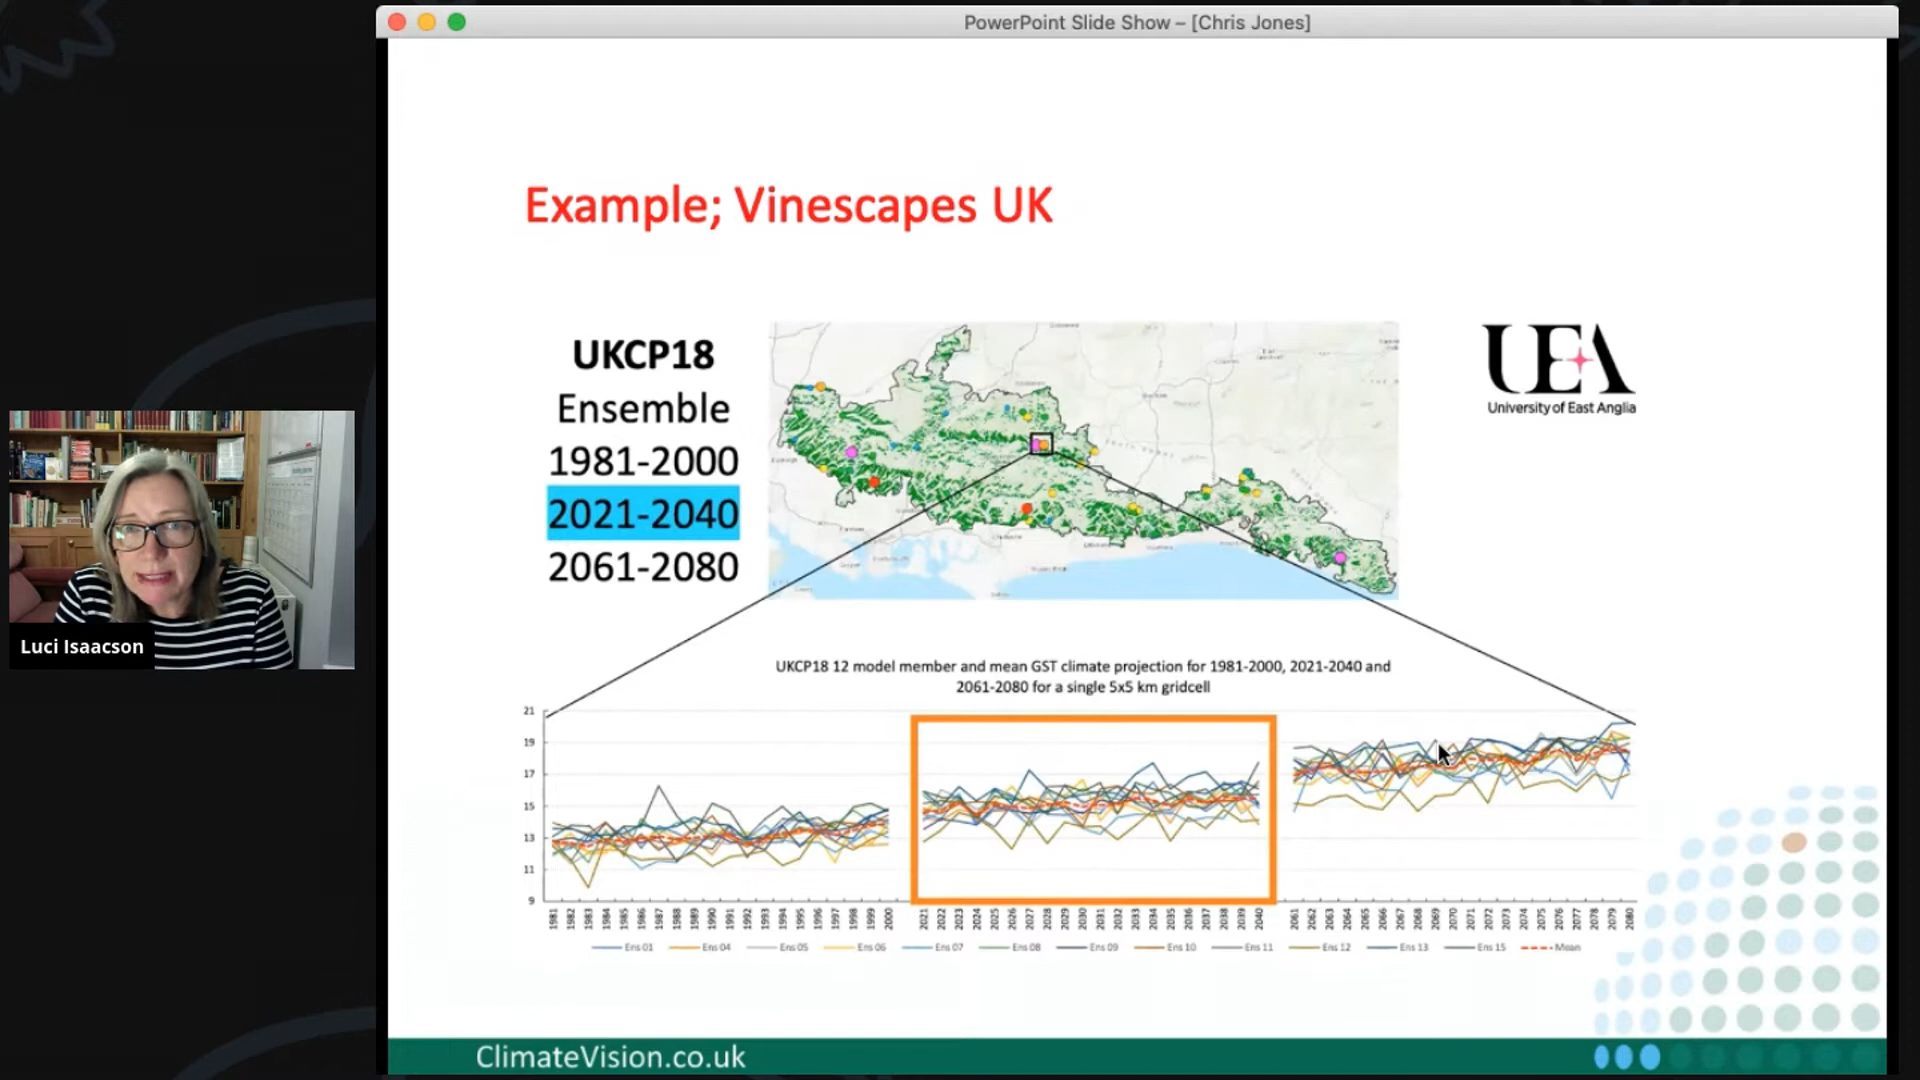 PowerPoint Slide Show – [Chris Jones]
Example; Vinescapes UK
UKCP18
Ensemble
1981-2000
2021-2040
2061-2080
UEA
University of East Anglia
Luci Isaacson
UKCP18 12 model member and mean GST climate projection for 1981-2000, 2021-2040 and
2061-2080 for a single 5x5 km gridcell
21
19
17
15
13
11
9
1981 1982 1983 1984 1985 1986 1987 1988 1989 1990 1991 1992 1993 1994 1995 1996 1997 1998 1999 2000 2021 2022 2023 2024 2025 2026 2027 2028 2029 2030 2031 2032 2033 2034 2035 2036 2037 2038 2039 2040 2061 2062 2063 2064 2065 2066 2067 2068 2069 2070 2071 2072 2073 2074 2075 2076 2077 2078 2079 2080
Ens 01 Ens 04 Ens 05 Ens 06 Ens 07 Ens 08 Ens 09 Ens 10 Ens 11 Ens 12 Ens 13 Ens 15 Mean
ClimateVision.co.uk